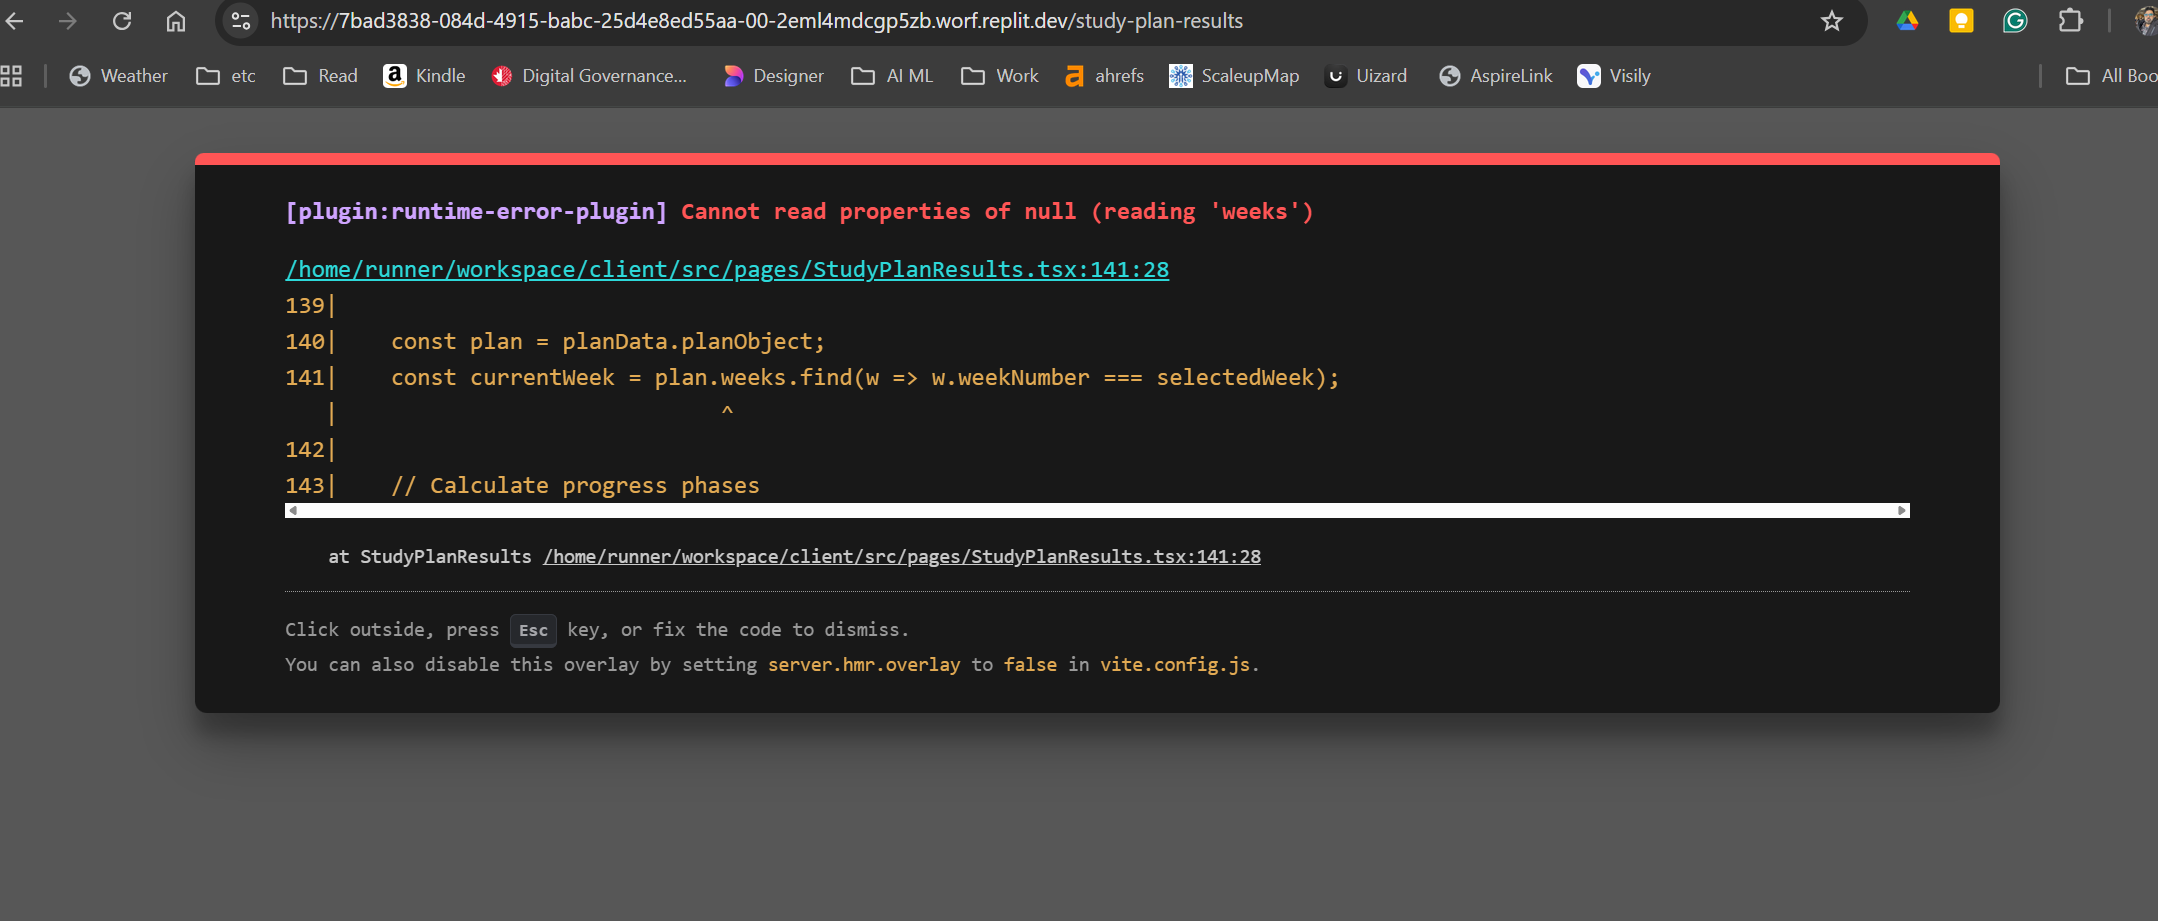 https://7bad3838-084d-4915-babc-25d4e8ed55aa-00-2eml4mdcgp5zb.worf.replit.dev/study-plan-results
Weather etc Read Kindle Digital Governance... Designer AI ML Work ahrefs ScaleupMap Uizard AspireLink Visily All Boo
[plugin:runtime-error-plugin] Cannot read properties of null (reading 'weeks')
/home/runner/workspace/client/src/pages/StudyPlanResults.tsx:141:28
139|
140|    const plan = planData.planObject;
141|    const currentWeek = plan.weeks.find(w => w.weekNumber === selectedWeek);
|                             ^
142|
143|    // Calculate progress phases
at StudyPlanResults /home/runner/workspace/client/src/pages/StudyPlanResults.tsx:141:28
Click outside, press Esc key, or fix the code to dismiss.
You can also disable this overlay by setting server.hmr.overlay to false in vite.config.js.